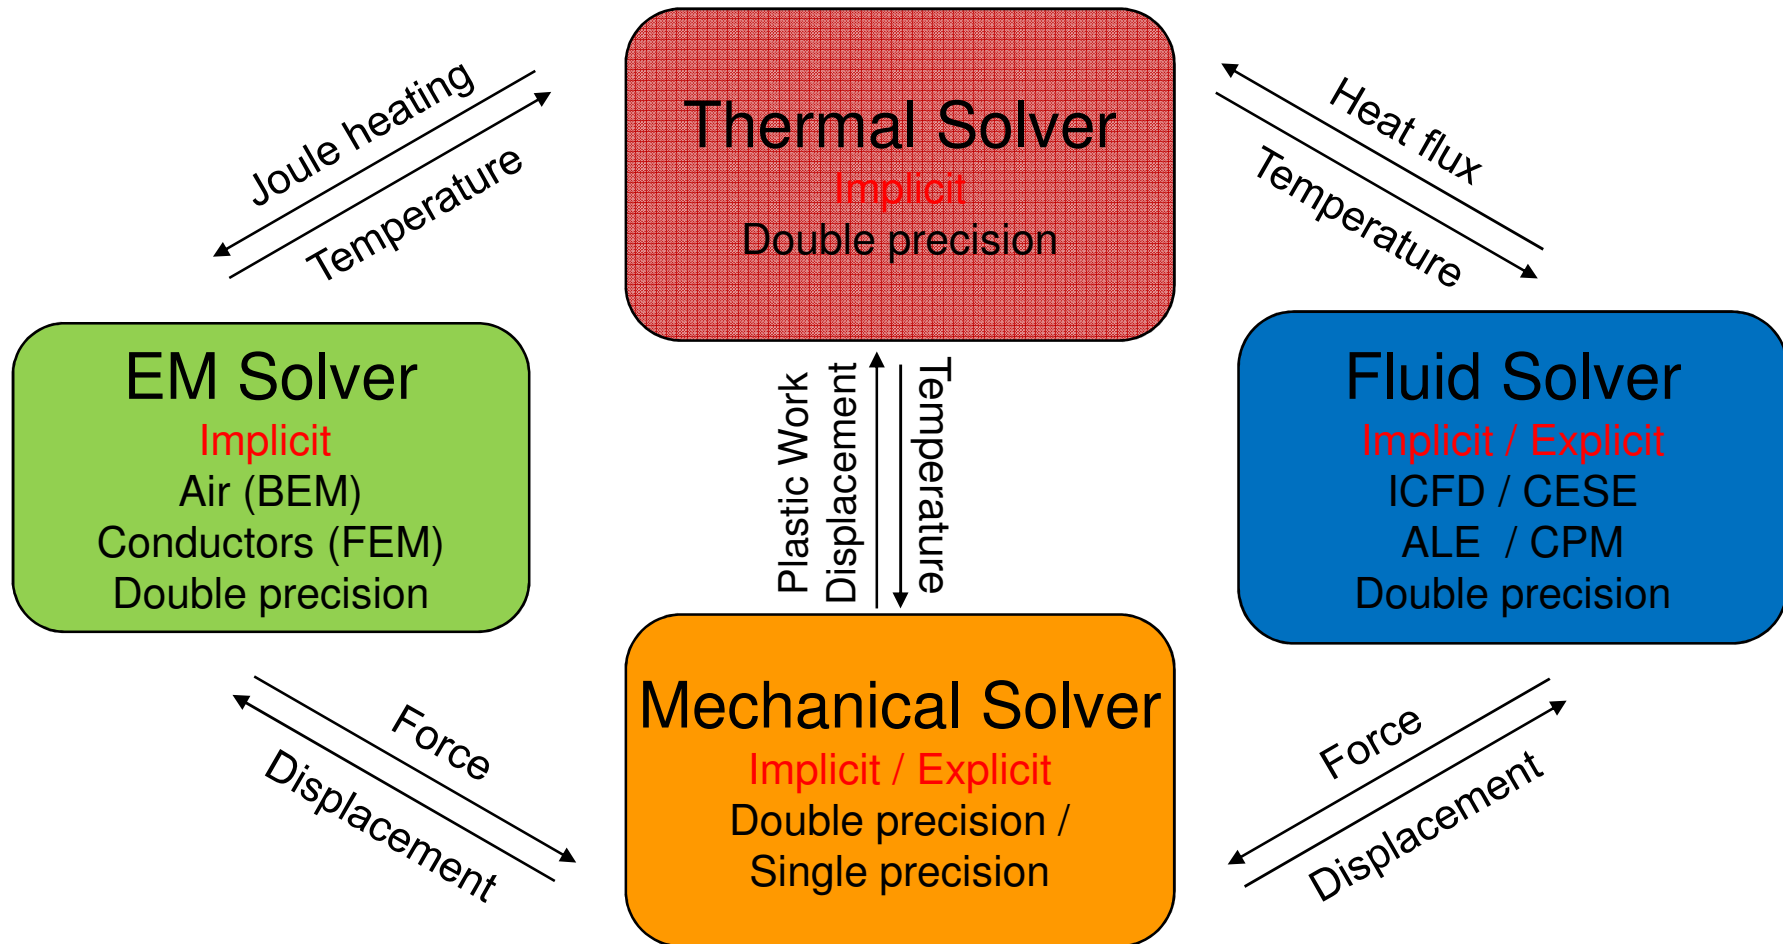 Thermal Solver
Implicit
Double precision
Joule heating
Temperature
Heat flux
Temperature
EM Solver
Implicit
Air (BEM)
Conductors (FEM)
Double precision
Plastic Work
Displacement
Temperature
Fluid Solver
Implicit / Explicit
ICFD / CESE
ALE / CPM
Double precision
Mechanical Solver
Implicit / Explicit
Double precision /
Single precision
Force
Displacement
Force
Displacement